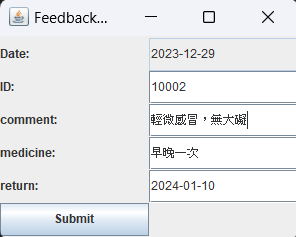 Feedback...
Date: 2023-12-29
ID: 10002
comment: 輕微感冒，無大礙
medicine: 早晚一次
return: 2024-01-10
Submit